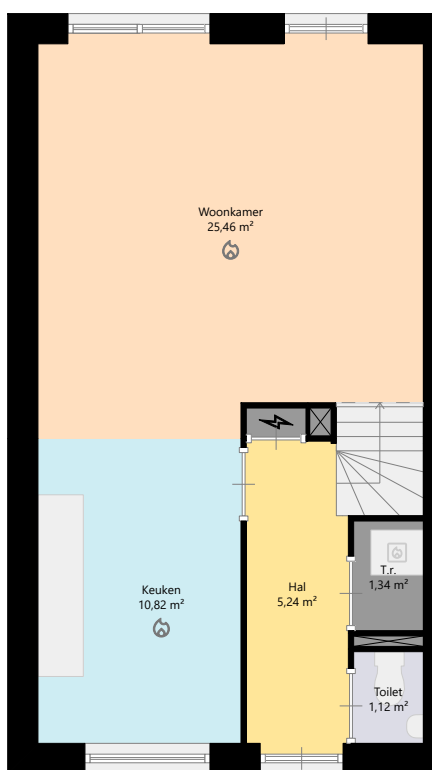 Woonkamer
25,46 m²
Keuken
10,82 m²
Hal
5,24 m²
T.r.
1,34 m²
Toilet
1,12 m²